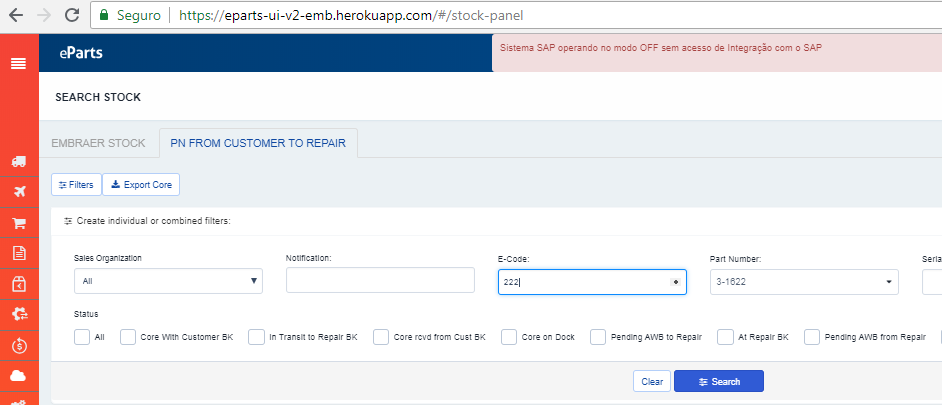 Seguro https://eparts-ui-v2-emb.herokuapp.com/#/stock-panel
eParts
Sistema SAP operando no modo OFF sem acesso de Integração com o SAP
SEARCH STOCK
EMBRAER STOCK PN FROM CUSTOMER TO REPAIR
Filters Export Core
Create individual or combined filters:
Sales Organization Notification: E-Code: Part Number: Seria
All 222 3-1622
Status
All Core With Customer BK In Transit to Repair BK Core rcvd from Cust BK Core on Dock Pending AWB to Repair At Repair BK Pending AWB from Repair
Clear Search